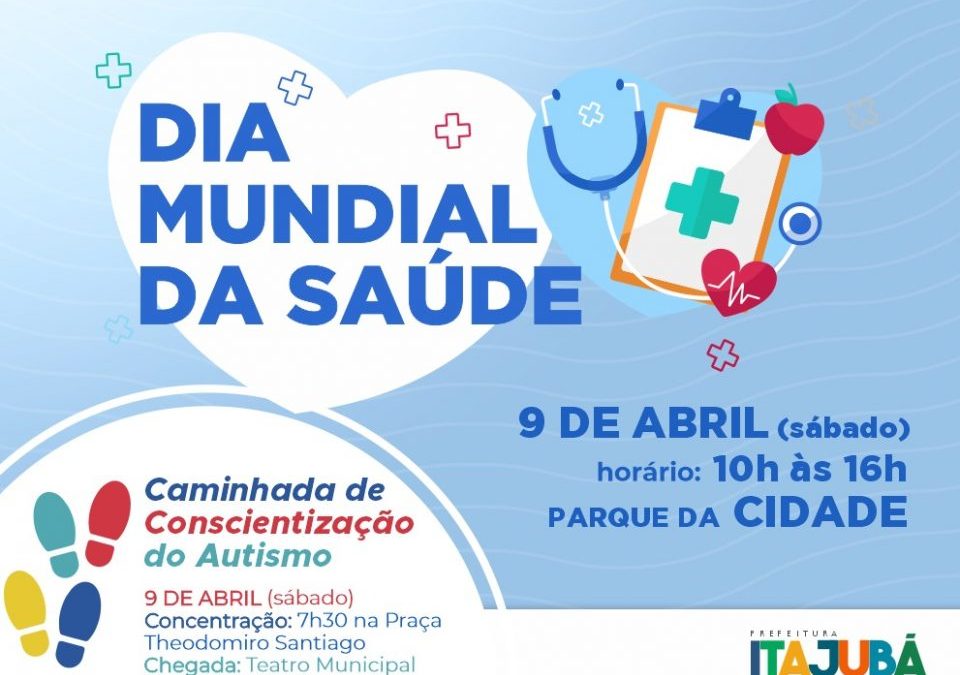 DIA
MUNDIAL
DA SAÚDE
9 DE ABRIL (sábado)
horário: 10h às 16h
PARQUE DA CIDADE
Caminhada de
Conscientização
do Autismo
9 DE ABRIL (sábado)
Concentração: 7h30 na Praça
Theodomiro Santiago
Chegada: Teatro Municipal
PREFEITURA
ITAJUBÁ